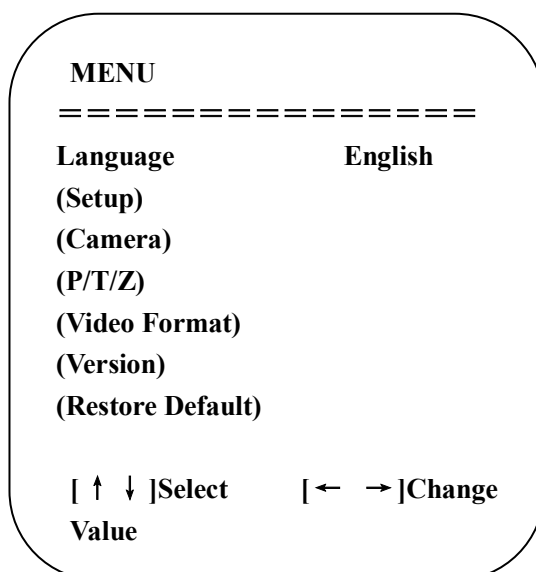 MENU
===============
Language English
(Setup)
(Camera)
(P/T/Z)
(Video Format)
(Version)
(Restore Default)
[ ↑ ↓ ]Select [← →]Change
Value